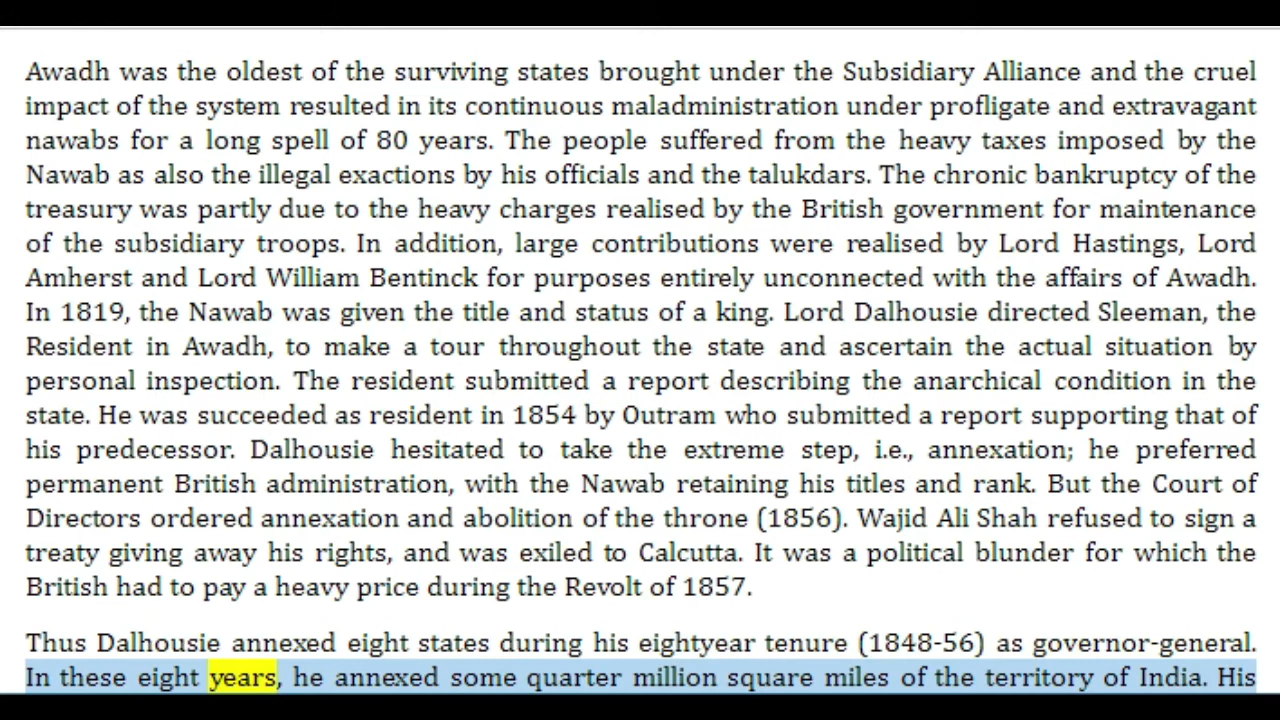 Awadh was the oldest of the surviving states brought under the Subsidiary Alliance and the cruel
impact of the system resulted in its continuous maladministration under profligate and extravagant
nawabs for a long spell of 80 years. The people suffered from the heavy taxes imposed by the
Nawab as also the illegal exactions by his officials and the talukdars. The chronic bankruptcy of the
treasury was partly due to the heavy charges realised by the British government for maintenance
of the subsidiary troops. In addition, large contributions were realised by Lord Hastings, Lord
Amherst and Lord William Bentinck for purposes entirely unconnected with the affairs of Awadh.
In 1819, the Nawab was given the title and status of a king. Lord Dalhousie directed Sleeman, the
Resident in Awadh, to make a tour throughout the state and ascertain the actual situation by
personal inspection. The resident submitted a report describing the anarchical condition in the
state. He was succeeded as resident in 1854 by Outram who submitted a report supporting that of
his predecessor. Dalhousie hesitated to take the extreme step, i.e., annexation; he preferred
permanent British administration, with the Nawab retaining his titles and rank. But the Court of
Directors ordered annexation and abolition of the throne (1856). Wajid Ali Shah refused to sign a
treaty giving away his rights, and was exiled to Calcutta. It was a political blunder for which the
British had to pay a heavy price during the Revolt of 1857.
Thus Dalhousie annexed eight states during his eightyear tenure (1848-56) as governor-general.
In these eight years, he annexed some quarter million square miles of the territory of India. His